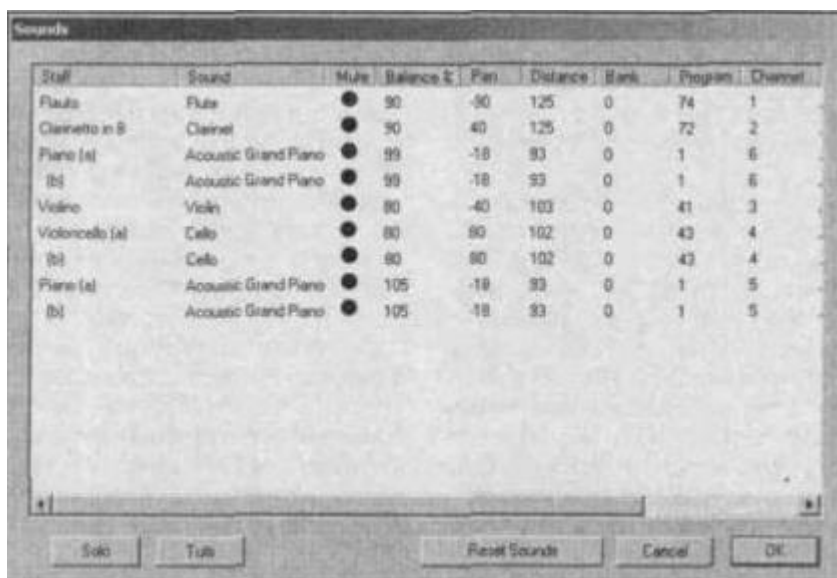 Sounds
Staff Sound Mute Balance & Pan Distance Bank Program Channel
Flauto Flute 90 -90 125 0 74 1
Clarinetto in B Clarinet 90 40 125 0 72 2
Piano (a) Acoustic Grand Piano 99 -18 93 0 1 6
(b) Acoustic Grand Piano 99 -18 93 0 1 6
Violino Violin 80 -40 103 0 41 3
Violoncello (a) Cello 80 80 102 0 43 4
(b) Cello 80 80 102 0 43 4
Piano (a) Acoustic Grand Piano 105 -18 93 0 1 5
(b) Acoustic Grand Piano 105 -18 93 0 1 5
Solo Tutti Reset Sounds Cancel OK